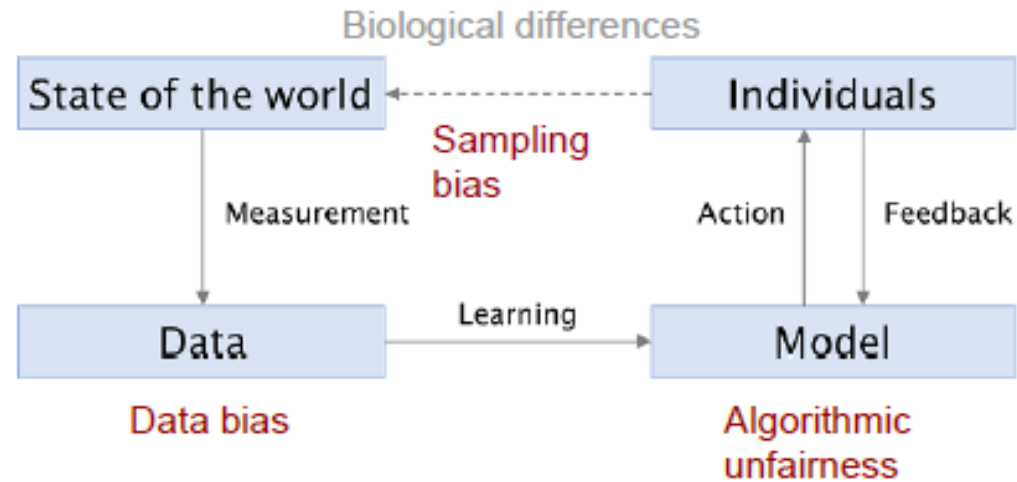 Biological differences
State of the world
Individuals
Sampling
bias
Measurement
Action
Feedback
Learning
Data
Model
Data bias
Algorithmic
unfairness